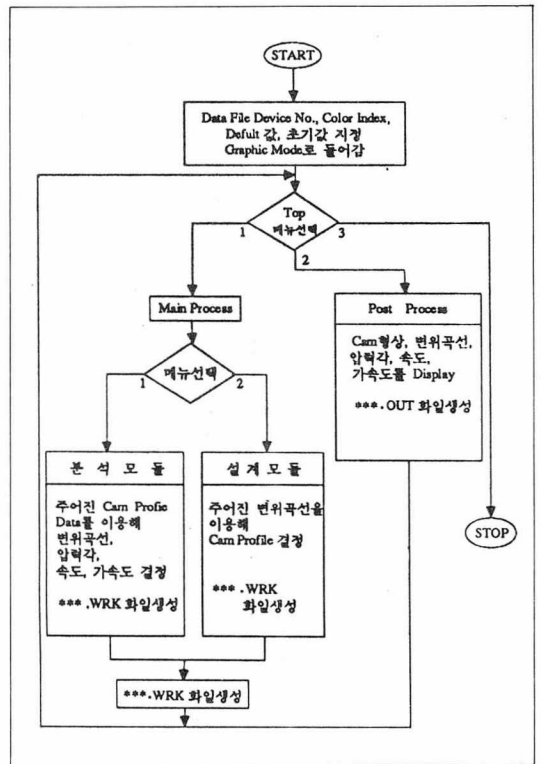 START
Data File Device No., Color Index,
Defult 값, 초기값 지정
Graphic Mode로 들어감
Top
메뉴선택
1
3
2
Main Process
메뉴선택
1
2
Post Process
Cam형상, 변위곡선,
압력각, 속도,
가속도를 Display
***.OUT 화일생성
분 석 모 듈
주어진 Cam Profie
Data를 이용해
변위곡선,
압력각,
속도, 가속도 결정
***.WRK 화일생성
설 계 모 듈
주어진 변위곡선을
이용해
Cam Profile 결정
***.WRK
화일생성
STOP
***.WRK 화일생성